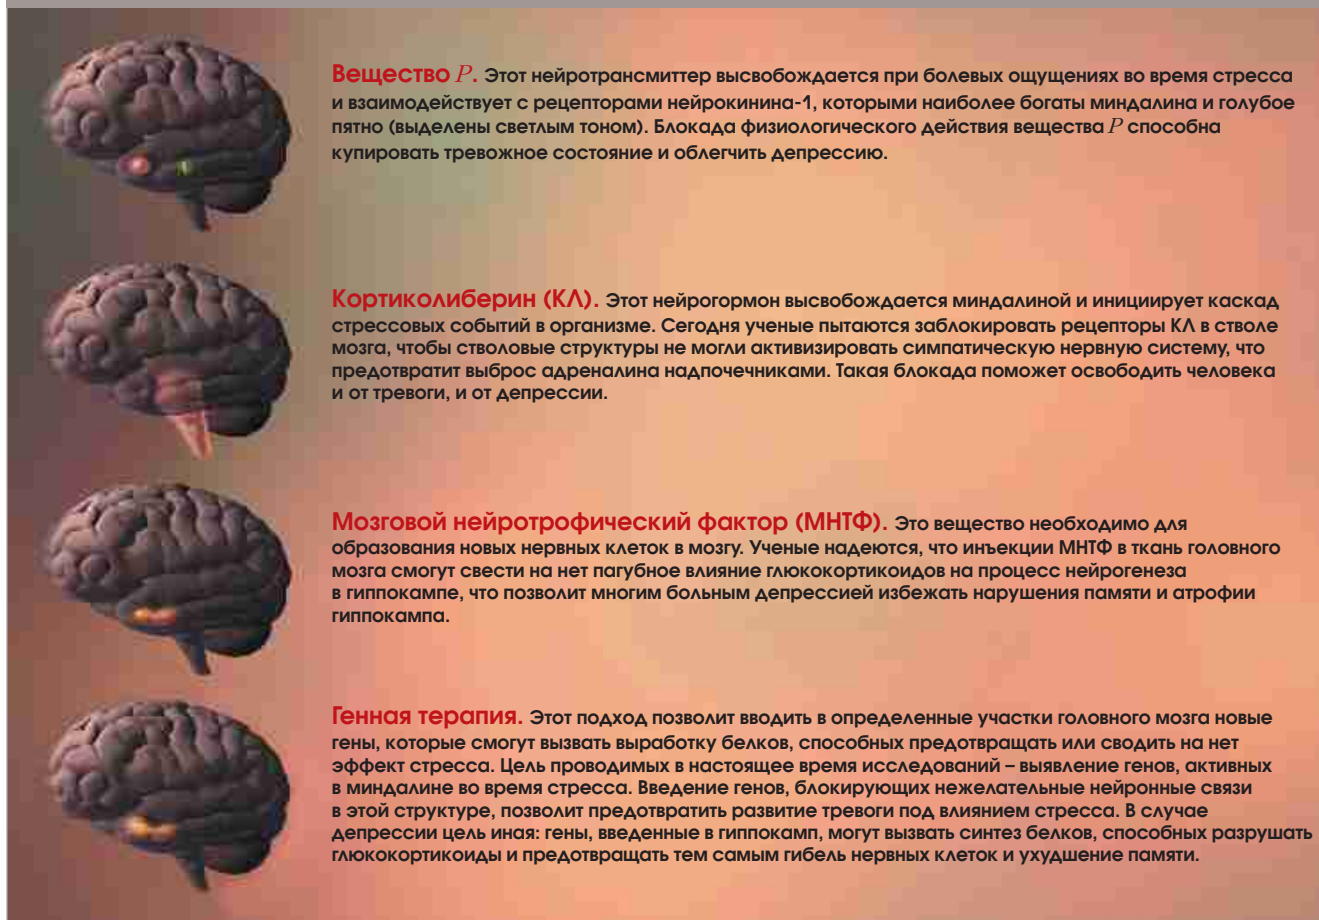 Вещество P. Этот нейротрансмиттер высвобождается при болевых ощущениях во время стресса
и взаимодействует с рецепторами нейрокинина-1, которыми наиболее богаты миндалина и голубое
пятно (выделены светлым тоном). Блокада физиологического действия вещества P способна
купировать тревожное состояние и облегчить депрессию.
Кортиколиберин (КЛ). Этот нейрогормон высвобождается миндалиной и инициирует каскад
стрессовых событий в организме. Сегодня ученые пытаются заблокировать рецепторы КЛ в стволе
мозга, чтобы стволовые структуры не могли активизировать симпатическую нервную систему, что
предотвратит выброс адреналина надпочечниками. Такая блокада поможет освободить человека
и от тревоги, и от депрессии.
Мозговой нейротрофический фактор (МНТФ). Это вещество необходимо для
образования новых нервных клеток в мозгу. Ученые надеются, что инъекции МНТФ в ткань головного
мозга смогут свести на нет пагубное влияние глюкокортикоидов на процесс нейрогенеза
в гиппокампе, что позволит многим больным депрессией избежать нарушения памяти и атрофии
гиппокампа.
Генная терапия. Этот подход позволит вводить в определенные участки головного мозга новые
гены, которые смогут вызвать выработку белков, способных предотвращать или сводить на нет
эффект стресса. Цель проводимых в настоящее время исследований – выявление генов, активных
в миндалине во время стресса. Введение генов, блокирующих нежелательные нейронные связи
в этой структуре, позволит предотвратить развитие тревоги под влиянием стресса. В случае
депрессии цель иная: гены, введенные в гиппокамп, могут вызвать синтез белков, способных разрушать
глюкокортикоиды и предотвращать тем самым гибель нервных клеток и ухудшение памяти.